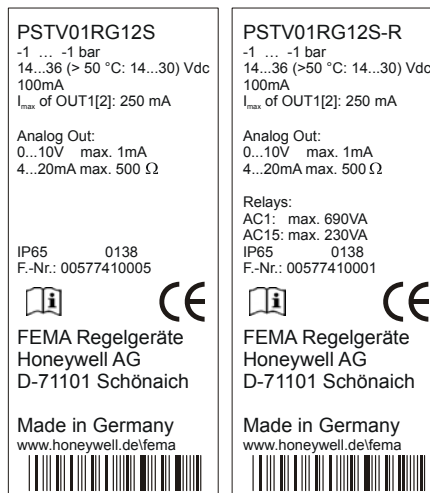 PSTV01RG12S
-1 ... -1 bar
14...36 (> 50 °C: 14...30) Vdc
100mA
Imax of OUT1[2]: 250 mA
Analog Out:
0...10V max. 1mA
4...20mA max. 500 Ω
IP65 0138
F.-Nr.: 00577410005
i CE
FEMA Regelgeräte
Honeywell AG
D-71101 Schönaich
Made in Germany
www.honeywell.de\fema
PSTV01RG12S-R
-1 ... -1 bar
14...36 (>50 °C: 14...30) Vdc
100mA
Imax of OUT1[2]: 250 mA
Analog Out:
0...10V max. 1mA
4...20mA max. 500 Ω
Relays:
AC1: max. 690VA
AC15: max. 230VA
IP65 0138
F.-Nr.: 00577410001
i CE
FEMA Regelgeräte
Honeywell AG
D-71101 Schönaich
Made in Germany
www.honeywell.de\fema